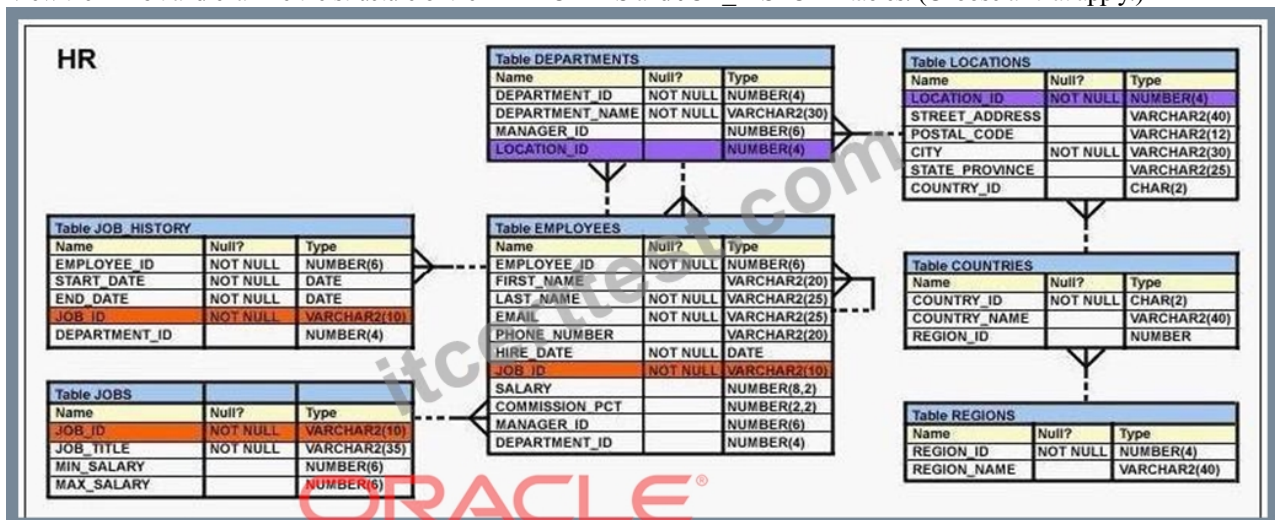 HR
Table DEPARTMENTS
Name Null? Type
DEPARTMENT_ID NOT NULL NUMBER(4)
DEPARTMENT_NAME NOT NULL VARCHAR2(30)
MANAGER_ID NUMBER(6)
LOCATION_ID NUMBER(4)
Table LOCATIONS
Name Null? Type
LOCATION_ID NOT NULL NUMBER(4)
STREET_ADDRESS VARCHAR2(40)
POSTAL_CODE VARCHAR2(12)
CITY NOT NULL VARCHAR2(30)
STATE_PROVINCE VARCHAR2(25)
COUNTRY_ID CHAR(2)
Table JOB_HISTORY
Name Null? Type
EMPLOYEE_ID NOT NULL NUMBER(6)
START_DATE NOT NULL DATE
END_DATE NOT NULL DATE
JOB_ID NOT NULL VARCHAR2(10)
DEPARTMENT_ID NUMBER(4)
Table EMPLOYEES
Name Null? Type
EMPLOYEE_ID NOT NULL NUMBER(6)
FIRST_NAME VARCHAR2(20)
LAST_NAME NOT NULL VARCHAR2(25)
EMAIL NOT NULL VARCHAR2(25)
PHONE_NUMBER VARCHAR2(20)
HIRE_DATE NOT NULL DATE
JOB_ID NOT NULL VARCHAR2(10)
SALARY NUMBER(8,2)
COMMISSION_PCT NUMBER(2,2)
MANAGER_ID NUMBER(6)
DEPARTMENT_ID NUMBER(4)
Table COUNTRIES
Name Null? Type
COUNTRY_ID NOT NULL CHAR(2)
COUNTRY_NAME VARCHAR2(40)
REGION_ID NUMBER
Table JOBS
Name Null? Type
JOB_ID NOT NULL VARCHAR2(10)
JOB_TITLE NOT NULL VARCHAR2(35)
MIN_SALARY NUMBER(6)
MAX_SALARY NUMBER(6)
Table REGIONS
Name Null? Type
REGION_ID NOT NULL NUMBER(4)
REGION_NAME VARCHAR2(40)
itcerttest.com
ORACLE®